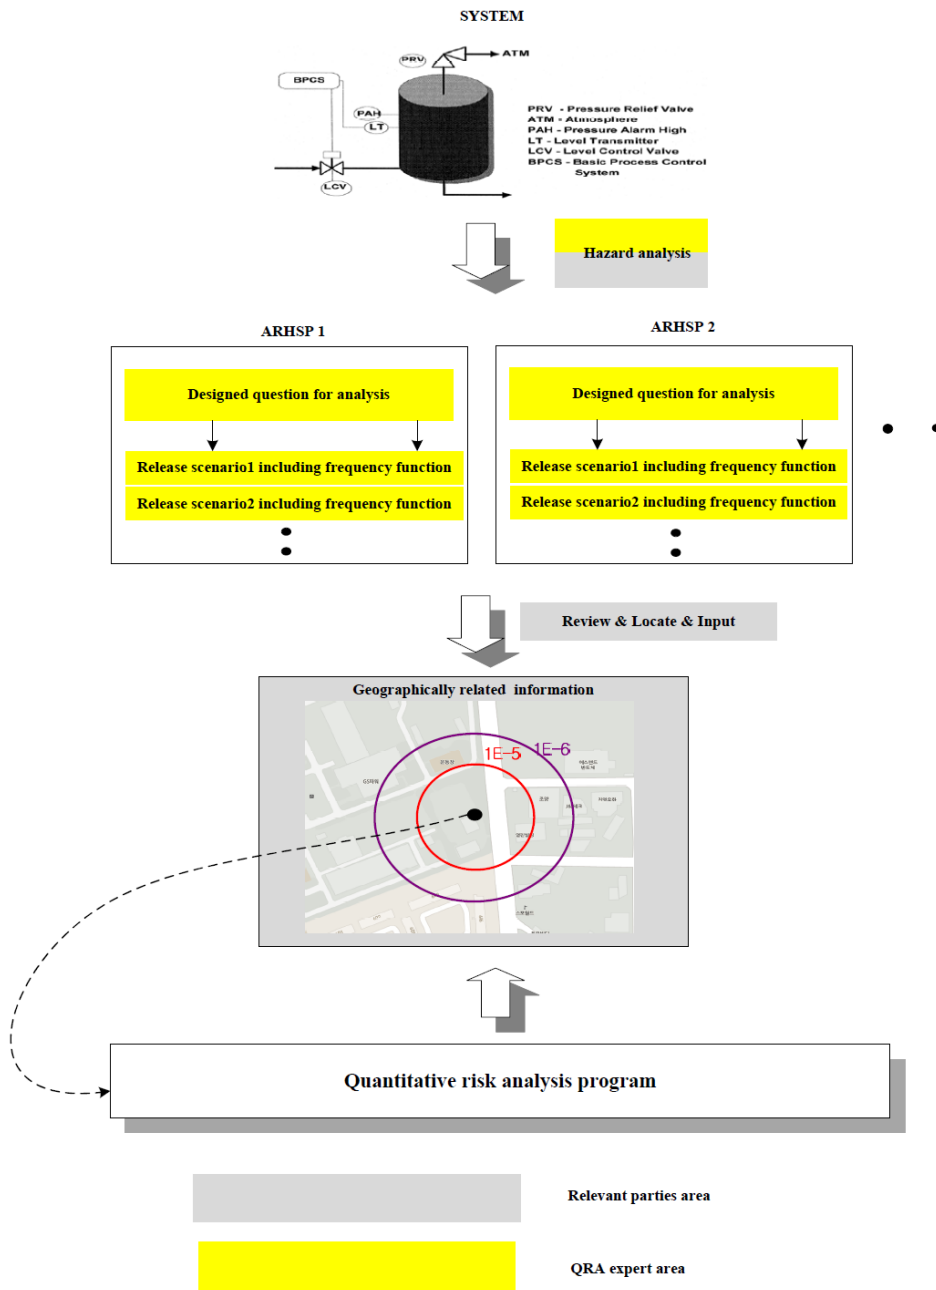 SYSTEM
PRV
ATM
BPCS
PAH
LT
LCV
PRV - Pressure Relief Valve
ATM - Atmosphere
PAH - Pressure Alarm High
LT - Level Transmitter
LCV - Level Control Valve
BPCS - Basic Process Control
System
Hazard analysis
ARHSP 1
ARHSP 2
Designed question for analysis
Release scenario1 including frequency function
Release scenario2 including frequency function
Designed question for analysis
Release scenario1 including frequency function
Release scenario2 including frequency function
Review & Locate & Input
Geographically related information
1E-5
1E-6
Quantitative risk analysis program
Relevant parties area
QRA expert area